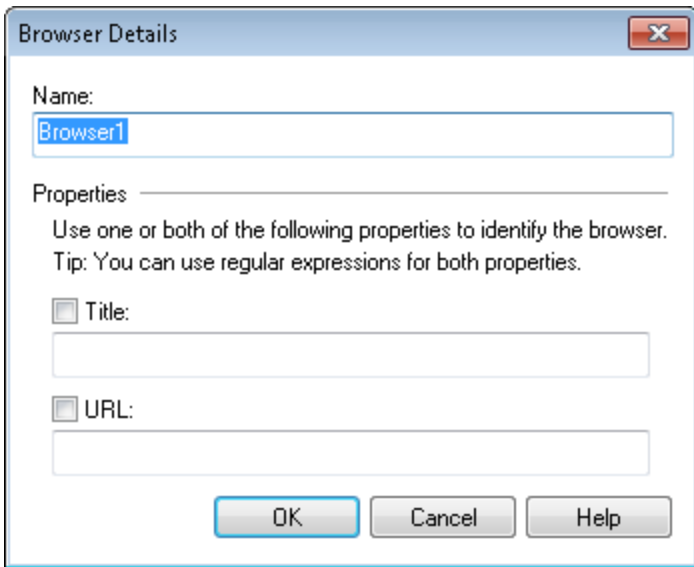 Browser Details
Name:
Browser1
Properties
Use one or both of the following properties to identify the browser.
Tip: You can use regular expressions for both properties.
Title:
URL:
OK Cancel Help